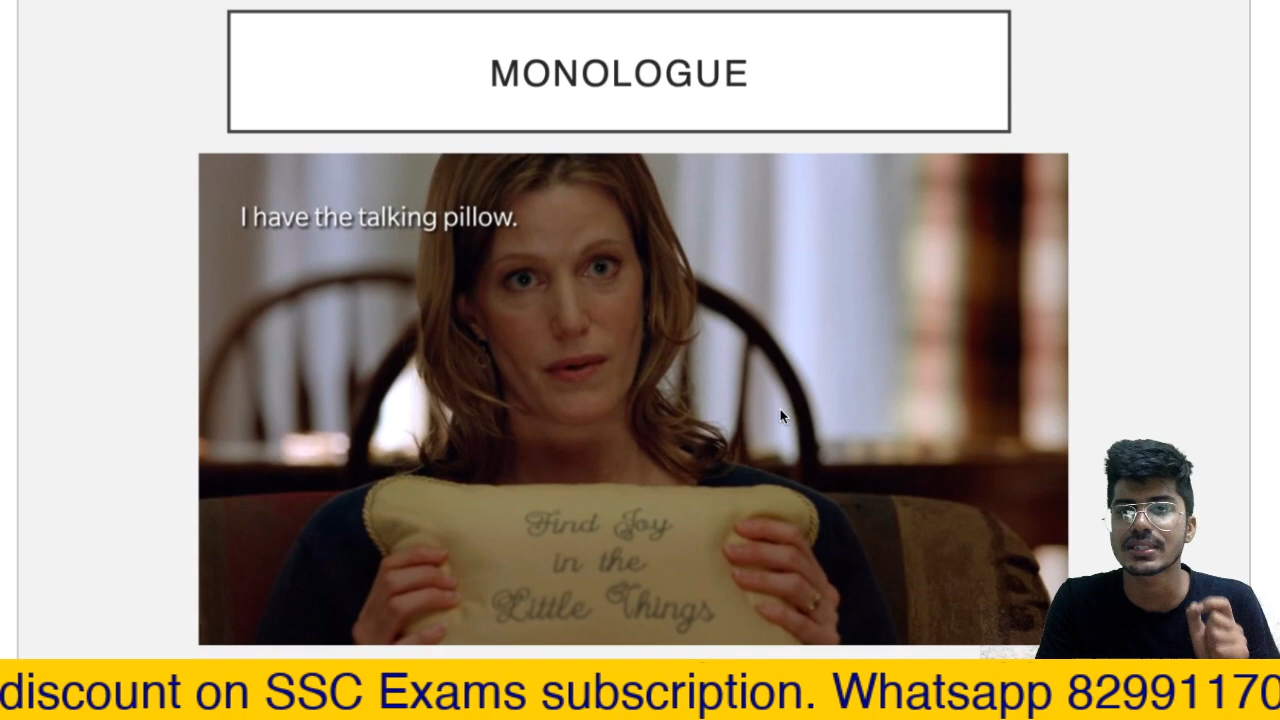 MONOLOGUE
I have the talking pillow.
Find Joy
in the
Little Things
discount on SSC Exams subscription. Whatsapp 82991170